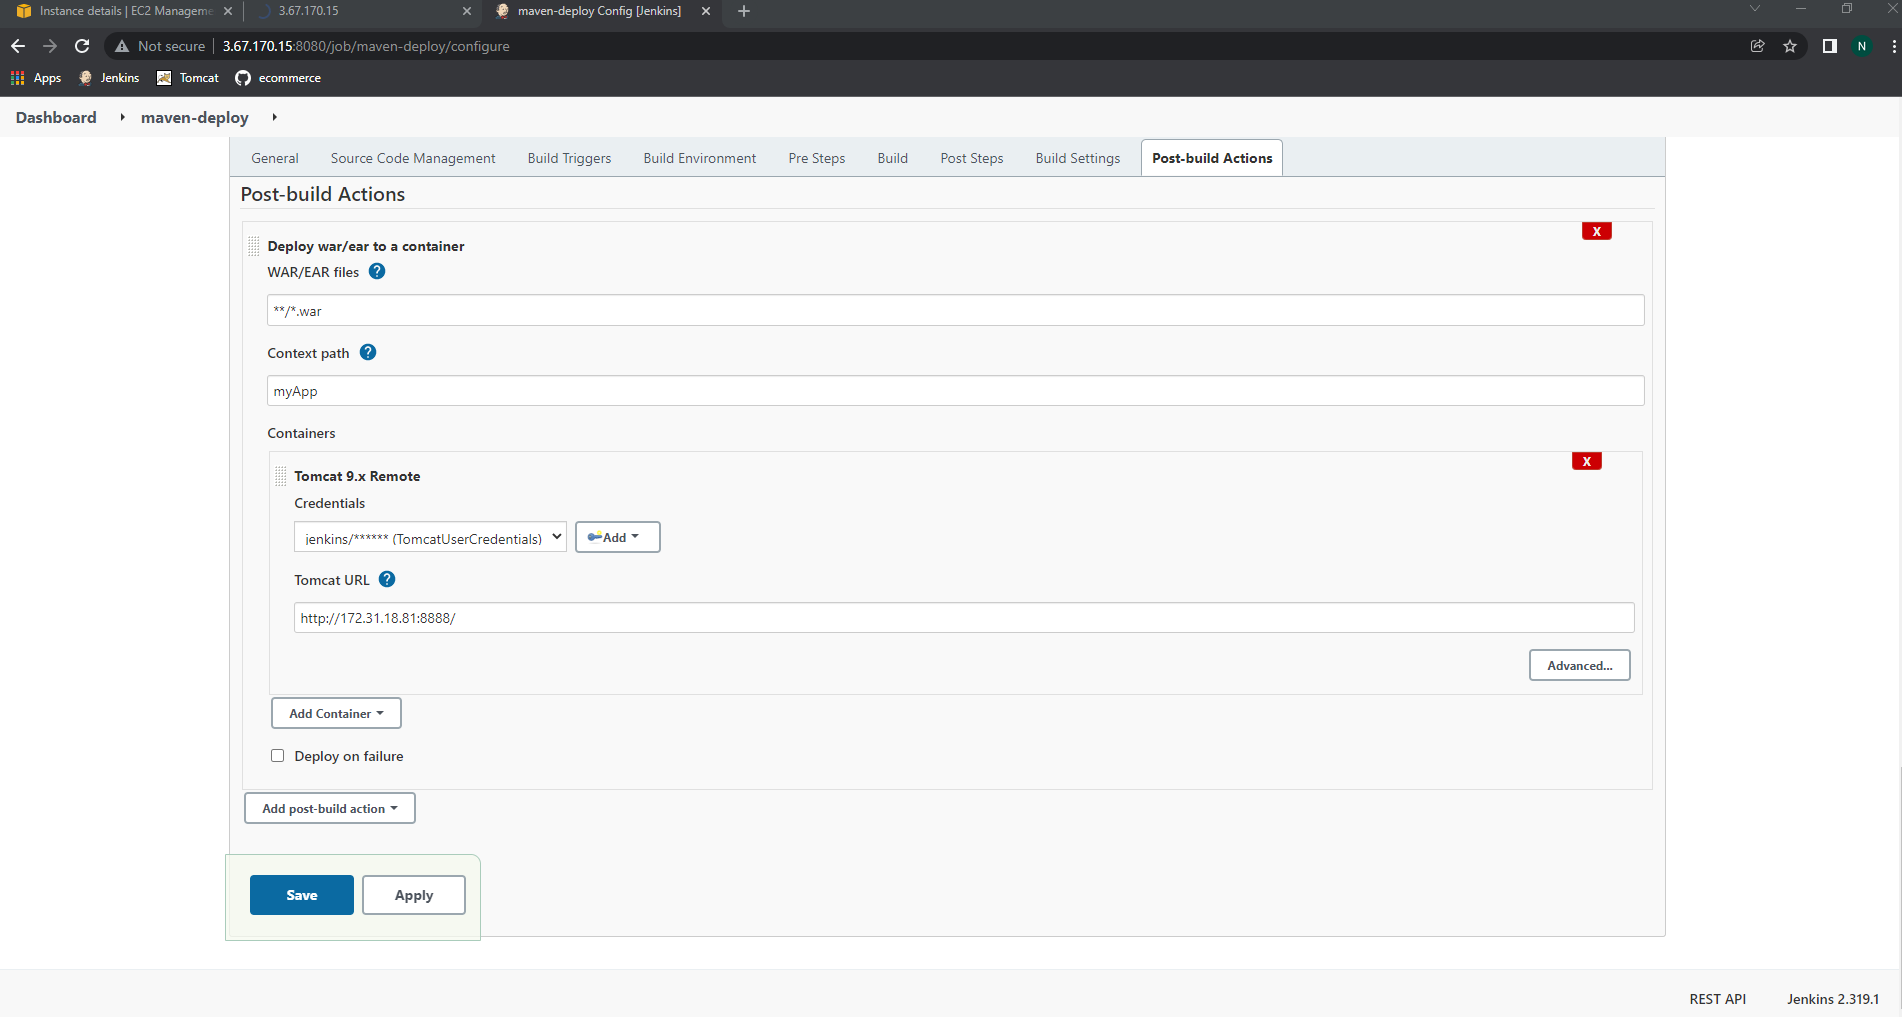 Instance details | EC2 Manageme
3.67.170.15
maven-deploy Config [Jenkins]
Not secure
3.67.170.15:8080/job/maven-deploy/configure
N
Apps
Jenkins
Tomcat
ecommerce
Dashboard
maven-deploy
General
Source Code Management
Build Triggers
Build Environment
Pre Steps
Build
Post Steps
Build Settings
Post-build Actions
Post-build Actions
X
Deploy war/ear to a container
WAR/EAR files ?
**/*.war
Context path ?
myApp
Containers
X
Tomcat 9.x Remote
Credentials
jenkins/****** (TomcatUserCredentials)
Add
Tomcat URL ?
http://172.31.18.81:8888/
Advanced...
Add Container
Deploy on failure
Add post-build action
Save
Apply
REST API
Jenkins 2.319.1